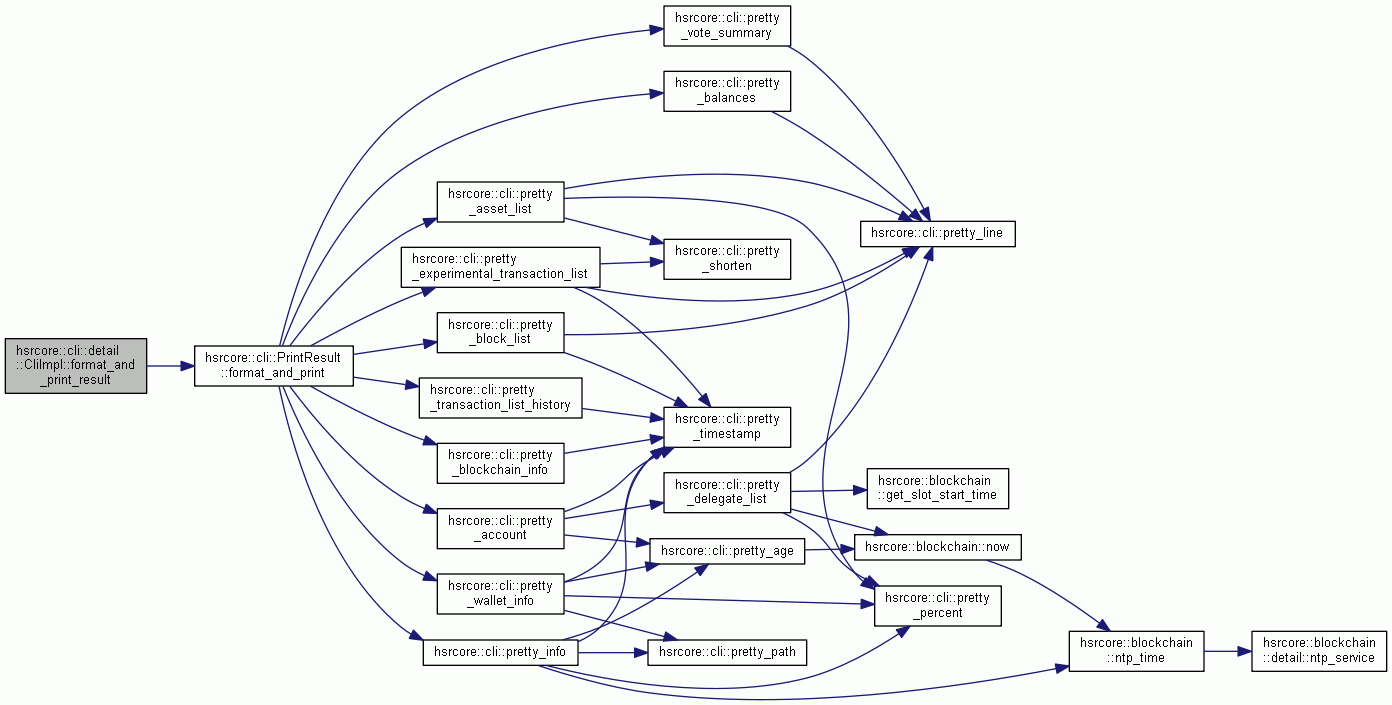 hsrcore::cli::pretty
_vote_summary
hsrcore::cli::pretty
_balances
hsrcore::cli::pretty
_asset_list
hsrcore::cli::pretty_line
hsrcore::cli::pretty
_shorten
hsrcore::cli::pretty
_experimental_transaction_list
hsrcore::cli::pretty
_block_list
hsrcore::cli::detail
::CliImpl::format_and
_print_result
hsrcore::cli::PrintResult
::format_and_print
hsrcore::cli::pretty
_transaction_list_history
hsrcore::cli::pretty
_timestamp
hsrcore::cli::pretty
_blockchain_info
hsrcore::cli::pretty
_delegate_list
hsrcore::blockchain
::get_slot_start_time
hsrcore::cli::pretty
_account
hsrcore::cli::pretty_age
hsrcore::blockchain::now
hsrcore::cli::pretty
_wallet_info
hsrcore::cli::pretty
_percent
hsrcore::cli::pretty_info
hsrcore::cli::pretty_path
hsrcore::blockchain
::ntp_time
hsrcore::blockchain
::detail::ntp_service